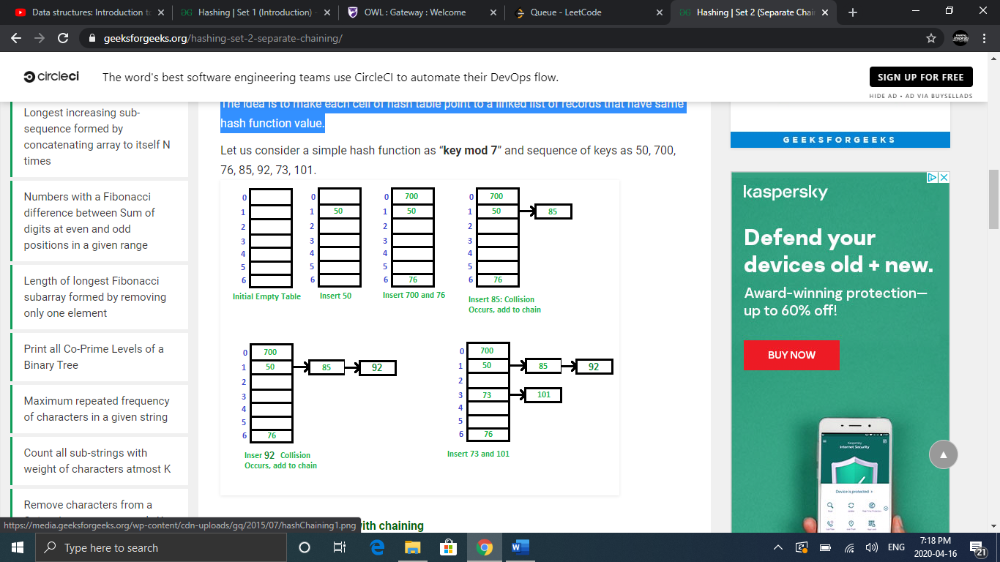 Data structures: Introduction to
Hashing | Set 1 (Introduction) -
OWL : Gateway : Welcome
Queue - LeetCode
Hashing | Set 2 (Separate Chai
geeksforgeeks.org/hashing-set-2-separate-chaining/
circleci
The word's best software engineering teams use CircleCI to automate their DevOps flow.
SIGN UP FOR FREE
HIDE AD • AD VIA BUYSELLADS
Longest increasing sub-
sequence formed by
concatenating array to itself N
times
Numbers with a Fibonacci
difference between Sum of
digits at even and odd
positions in a given range
Length of longest Fibonacci
subarray formed by removing
only one element
Print all Co-Prime Levels of a
Binary Tree
Maximum repeated frequency
of characters in a given string
Count all sub-strings with
weight of characters atmost K
Remove characters from a
The idea is to make each cell of hash table point to a linked list of records that have same
hash function value.
Let us consider a simple hash function as “key mod 7” and sequence of keys as 50, 700,
76, 85, 92, 73, 101.
0
1
2
3
4
5
6
Initial Empty Table
0
1 50
2
3
4
5
6
Insert 50
0 700
1 50
2
3
4
5
6 76
Insert 700 and 76
0 700
1 50 85
2
3
4
5
6 76
Insert 85: Collision
Occurs, add to chain
0 700
1 50 85 92
2
3
4
5
6 76
Inser 92 Collision
Occurs, add to chain
0 700
1 50 85 92
2
3 73 101
4
5
6 76
Insert 73 and 101
with chaining
https://media.geeksforgeeks.org/wp-content/cdn-uploads/gq/2015/07/hashChaining1.png
GEEKSFORGEEKS
kaspersky
Defend your
devices old + new.
Award-winning protection—
up to 60% off!
BUY NOW
Kaspersky
Internet Security
Device is protected
Type here to search
ENG
7:18 PM
2020-04-16
21